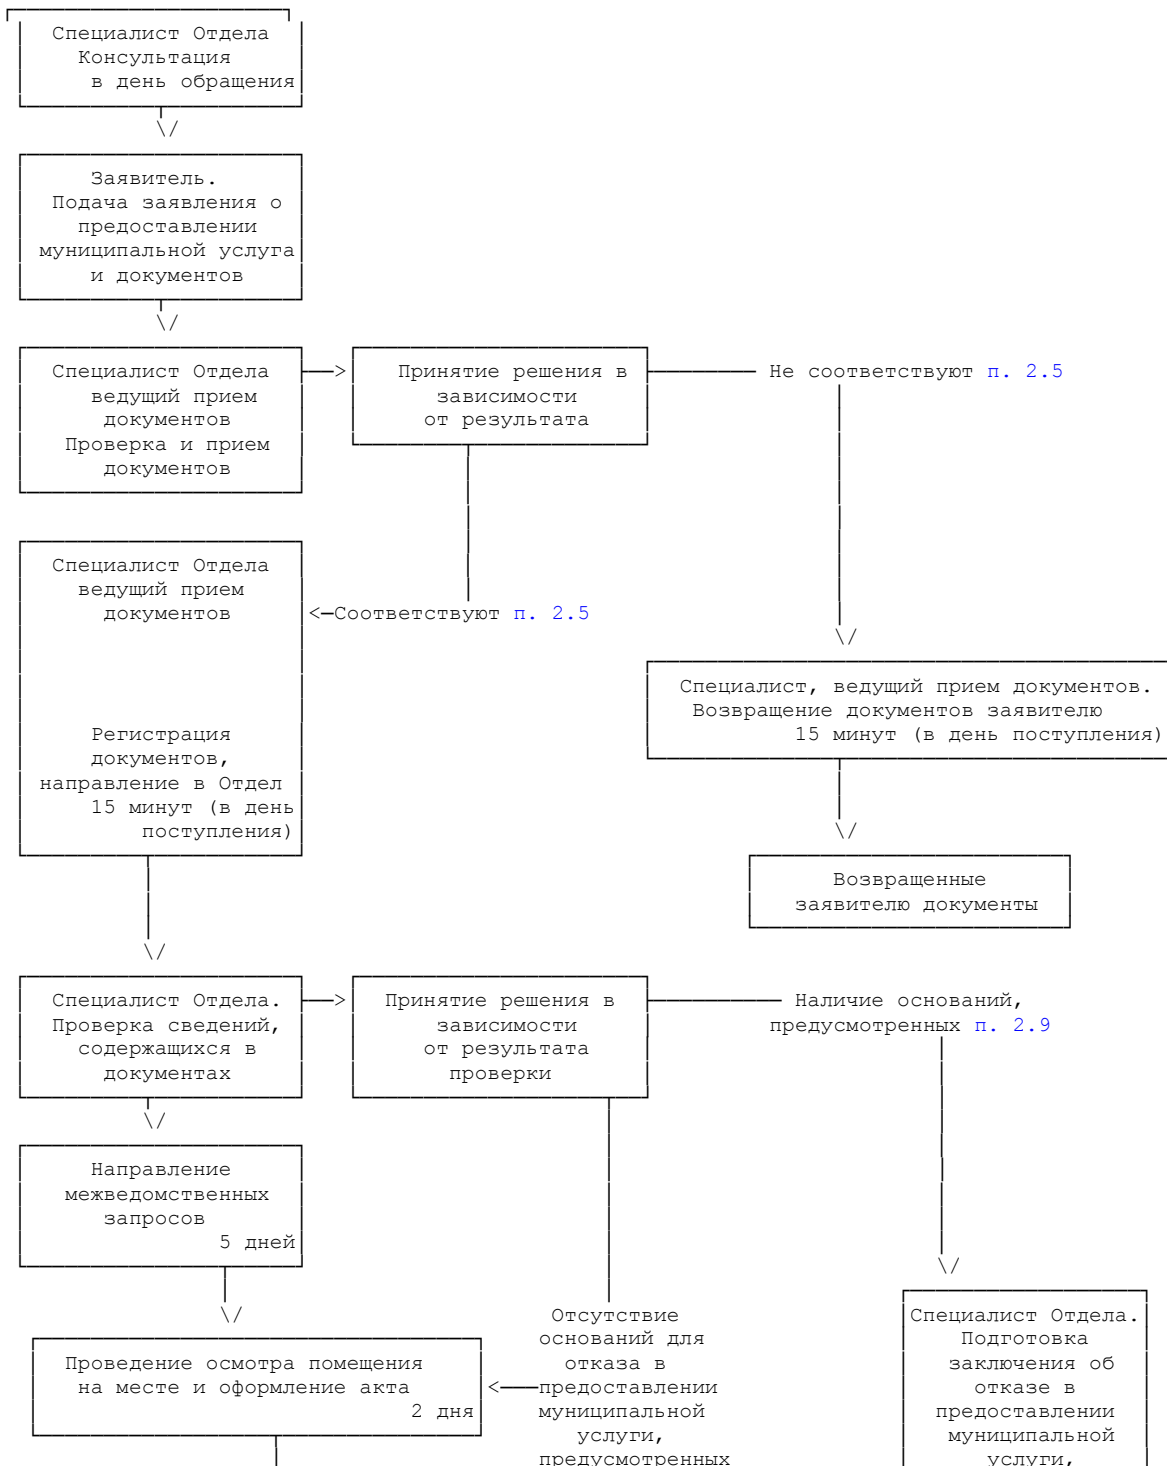 Специалист Отдела
Консультация
в день обращения
Заявитель.
Подача заявления о
предоставлении
муниципальной услуга
и документов
Специалист Отдела
ведущий прием
документов
Проверка и прием
документов
Принятие решения в
зависимости
от результата
Не соответствуют п. 2.5
Специалист Отдела
ведущий прием
документов
Регистрация
документов,
направление в Отдел
15 минут (в день
поступления)
Соответствуют п. 2.5
Специалист, ведущий прием документов.
Возвращение документов заявителю
15 минут (в день поступления)
Возвращенные
заявителю документы
Специалист Отдела.
Проверка сведений,
содержащихся в
документах
Принятие решения в
зависимости
от результата
проверки
Наличие оснований,
предусмотренных п. 2.9
Направление
межведомственных
запросов
5 дней
Проведение осмотра помещения
на месте и оформление акта
2 дня
Отсутствие
оснований для
отказа в
предоставлении
муниципальной
услуги,
предусмотренных
Специалист Отдела.
Подготовка
заключения об
отказе в
предоставлении
муниципальной
услуги,